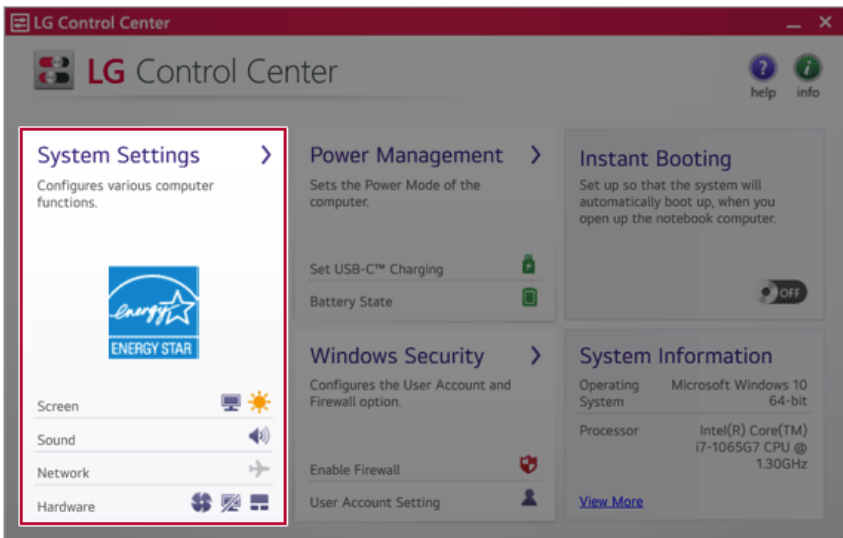 LG Control Center
LG Control Center
help
info
System Settings
Configures various computer
functions.
energy
ENERGY STAR
Screen
Sound
Network
Hardware
Power Management
Sets the Power Mode of the
computer.
Set USB-C™ Charging
Battery State
Instant Booting
Set up so that the system will
automatically boot up, when you
open up the notebook computer.
OFF
Windows Security
Configures the User Account and
Firewall option.
Enable Firewall
User Account Setting
System Information
Operating Microsoft Windows 10
System 64-bit
Processor Intel(R) Core(TM)
i7-1065G7 CPU @
1.30GHz
View More